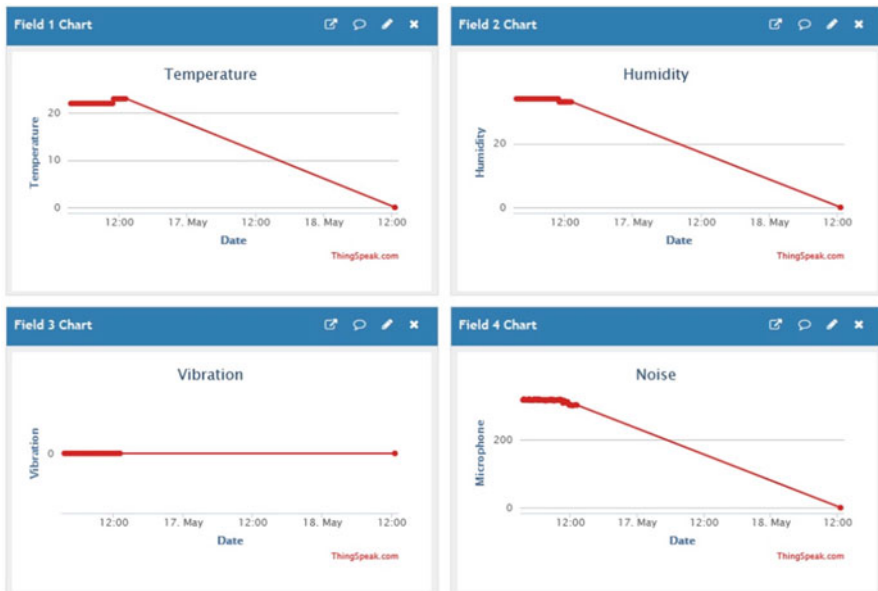 Field 1 Chart
Temperature
Temperature
20
10
0
12:00 17. May 12:00 18. May 12:00
Date
ThingSpeak.com
Field 2 Chart
Humidity
Humidity
20
0
12:00 17. May 12:00 18. May 12:00
Date
ThingSpeak.com
Field 3 Chart
Vibration
Vibration
0
12:00 17. May 12:00 18. May 12:00
Date
ThingSpeak.com
Field 4 Chart
Noise
Microphone
200
0
12:00 17. May 12:00 18. May 12:00
Date
ThingSpeak.com